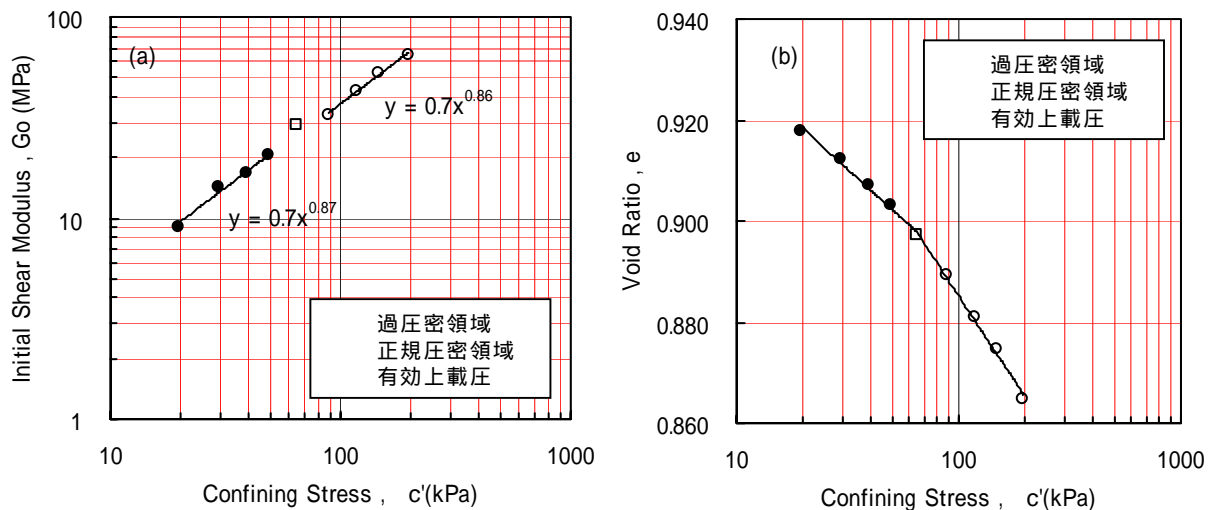 100
10
1
Initial Shear Modulus , Go (MPa)
(a)
y = 0.7x^0.86
y = 0.7x^0.87
過圧密領域
正規圧密領域
有効上載圧
10 100 1000
Confining Stress , c'(kPa)
0.940
0.920
0.900
0.880
0.860
Void Ratio , e
(b)
過圧密領域
正規圧密領域
有効上載圧
10 100 1000
Confining Stress , c'(kPa)